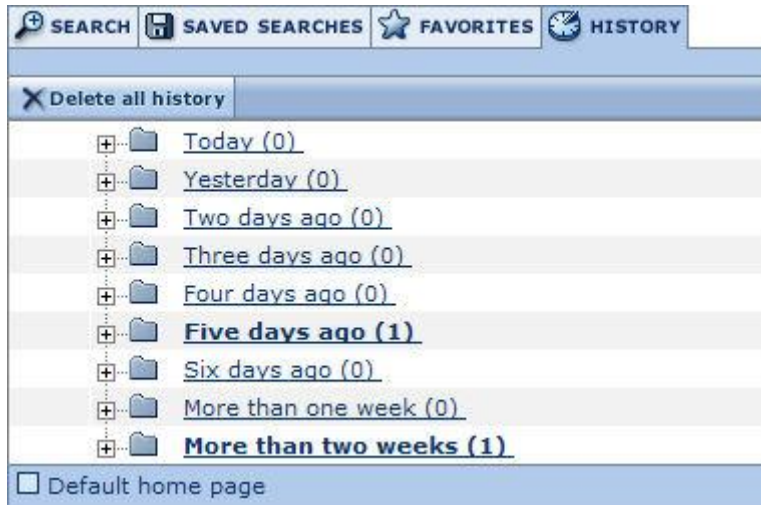 SEARCH SAVED SEARCHES FAVORITES HISTORY
Delete all history
Today (0)
Yesterday (0)
Two days ago (0)
Three days ago (0)
Four days ago (0)
Five days ago (1)
Six days ago (0)
More than one week (0)
More than two weeks (1)
Default home page